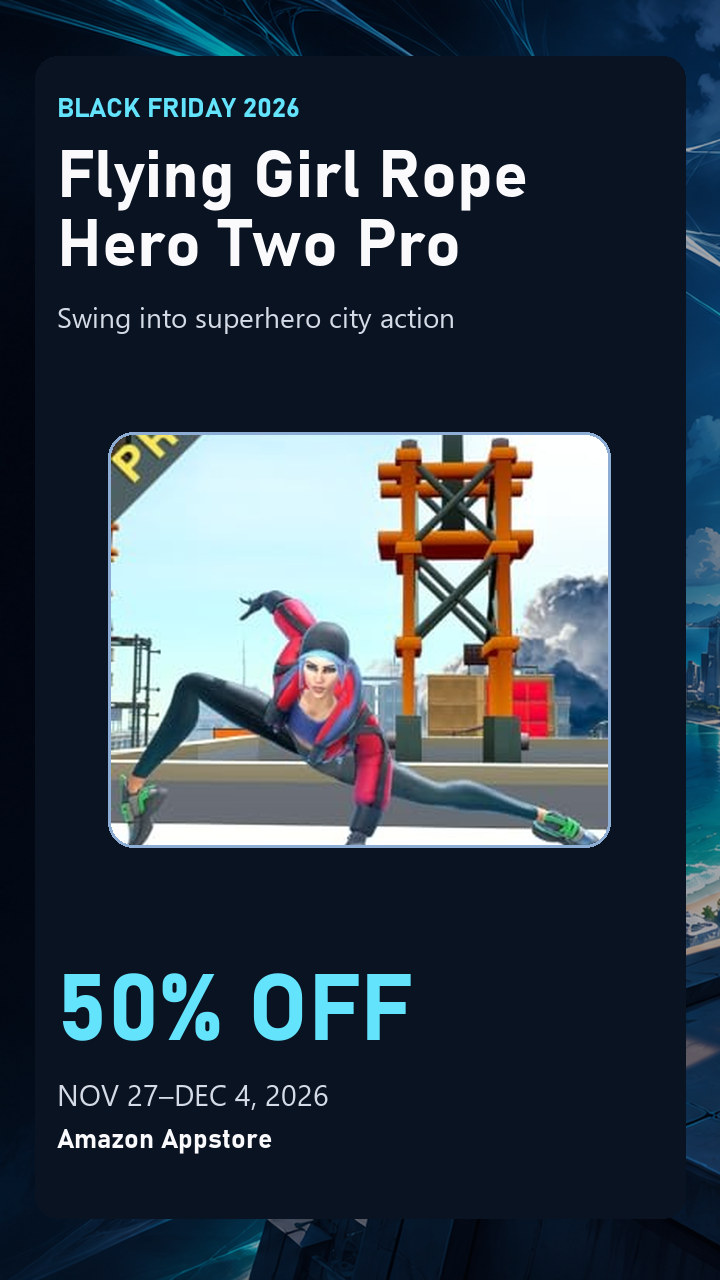 BLACK FRIDAY 2026
Flying Girl Rope
Hero Two Pro
Swing into superhero city action
50% OFF
NOV 27–DEC 4, 2026
Amazon Appstore